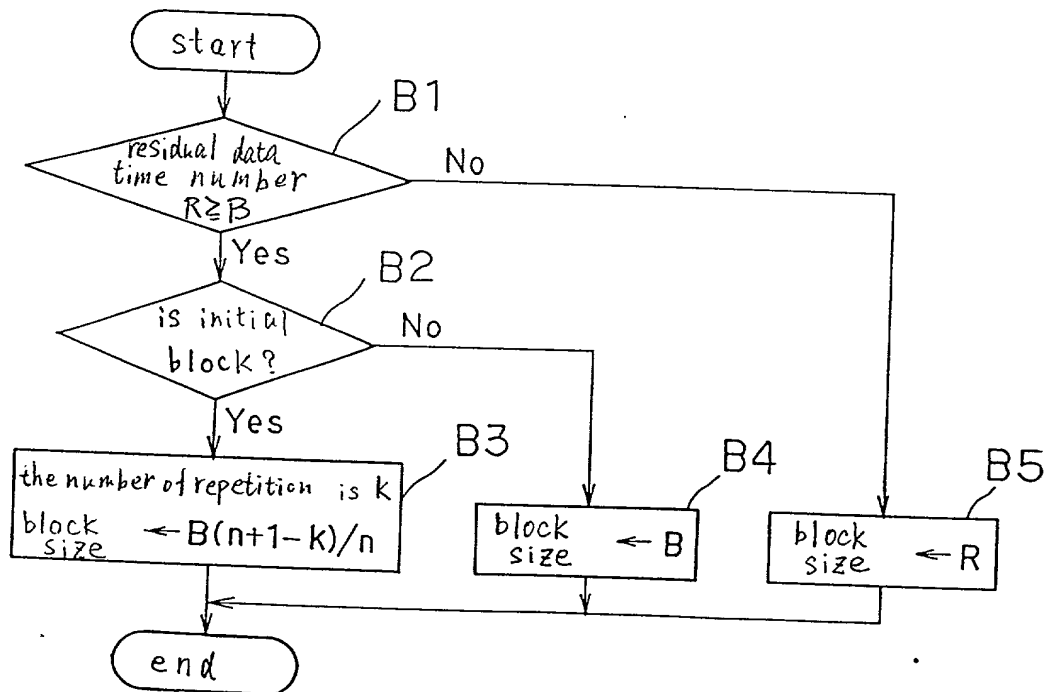 start
B1
residual data
time number
R≧B
No
Yes
B2
is initial
block?
No
Yes
B3
the number of repetition is k
block
size ← B(n+1-k)/n
B4
block
size ← B
B5
block
size ← R
end